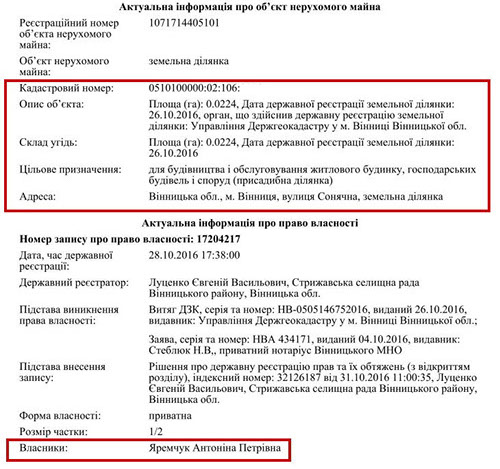 Актуальна інформація про об’єкт нерухомого майна
Реєстраційний номер 1071714405101
об’єкта нерухомого
майна:
Об’єкт нерухомого земельна ділянка
майна:
Кадастровий номер: 0510100000:02:106:
Опис об’єкта: Площа (га): 0.0224, Дата державної реєстрації земельної ділянки:
26.10.2016, орган, що здійснив державну реєстрацію земельної
ділянки: Управління Держгеокадастру у м. Вінниці Вінницької обл.
Склад угідь: Площа (га): 0.0224, Дата державної реєстрації земельної ділянки:
26.10.2016
Цільове призначення: для будівництва і обслуговування житлового будинку, господарських
будівель і споруд (присадибна ділянка)
Адреса: Вінницька обл., м. Вінниця, вулиця Сонячна, земельна ділянка
Актуальна інформація про право власності
Номер запису про право власності: 17204217
Дата, час державної 28.10.2016 17:38:00
реєстрації:
Державний реєстратор: Луценко Євгеній Васильович, Стрижавська селищна рада
Вінницького району, Вінницька обл.
Підстава виникнення Витяг ДЗК, серія та номер: НВ-0505146752016, виданий 26.10.2016,
права власності: видавник: Управління Держгеокадастру у м. Вінниці Вінницької обл.;
Заява, серія та номер: НВА 434171, виданий 04.10.2016, видавник:
Стеблюк Н.В,, приватний нотаріус Вінницького МНО
Підстава внесення Рішення про державну реєстрацію прав та їх обтяжень (з відкриттям
запису: розділу), індексний номер: 32126187 від 31.10.2016 11:00:35, Луценко
Євгеній Васильович, Стрижавська селищна рада Вінницького району,
Вінницька обл.
Форма власності: приватна
Розмір частки: 1/2
Власники: Яремчук Антоніна Петрівна